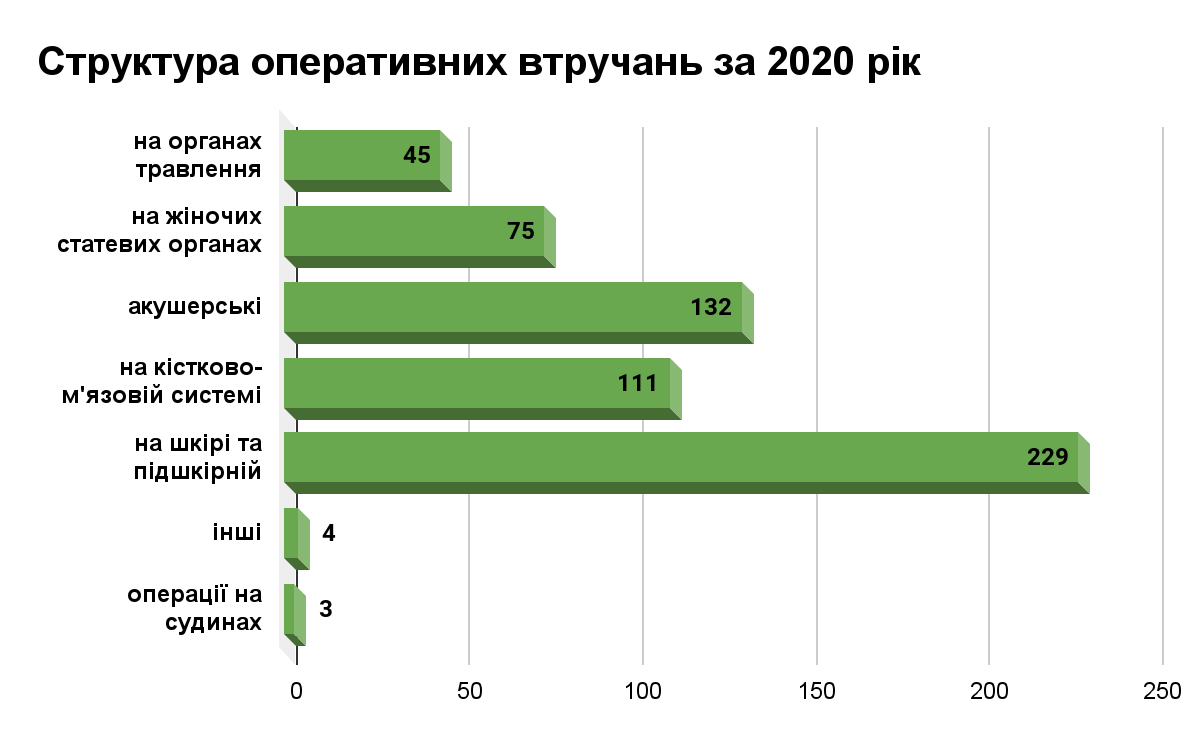 Структура оперативних втручань за 2020 рік
на органах
травлення
45
на жіночих
статевих органах
75
акушерські
132
на кістково-
м'язовій системі
111
на шкірі та
підшкірній
229
інші
4
операції на
судинах
3
0 50 100 150 200 250